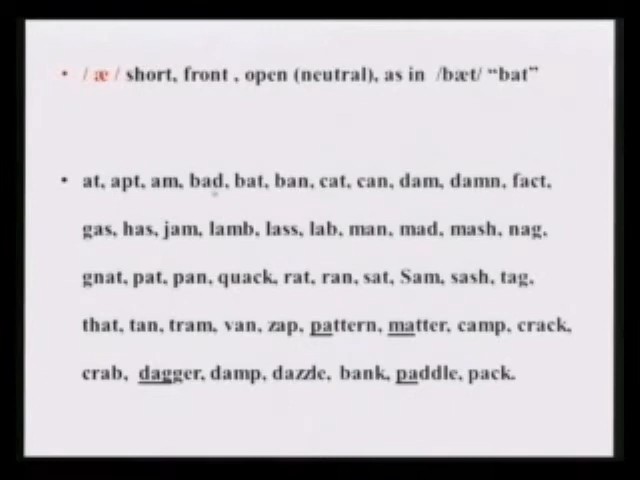 • / æ / short, front , open (neutral), as in /bæt/ “bat”
• at, apt, am, bad, bat, ban, cat, can, dam, damn, fact,
gas, has, jam, lamb, lass, lab, man, mad, mash, nag,
gnat, pat, pan, quack, rat, ran, sat, Sam, sash, tag,
that, tan, tram, van, zap, pattern, matter, camp, crack,
crab, dagger, damp, dazzle, bank, paddle, pack.